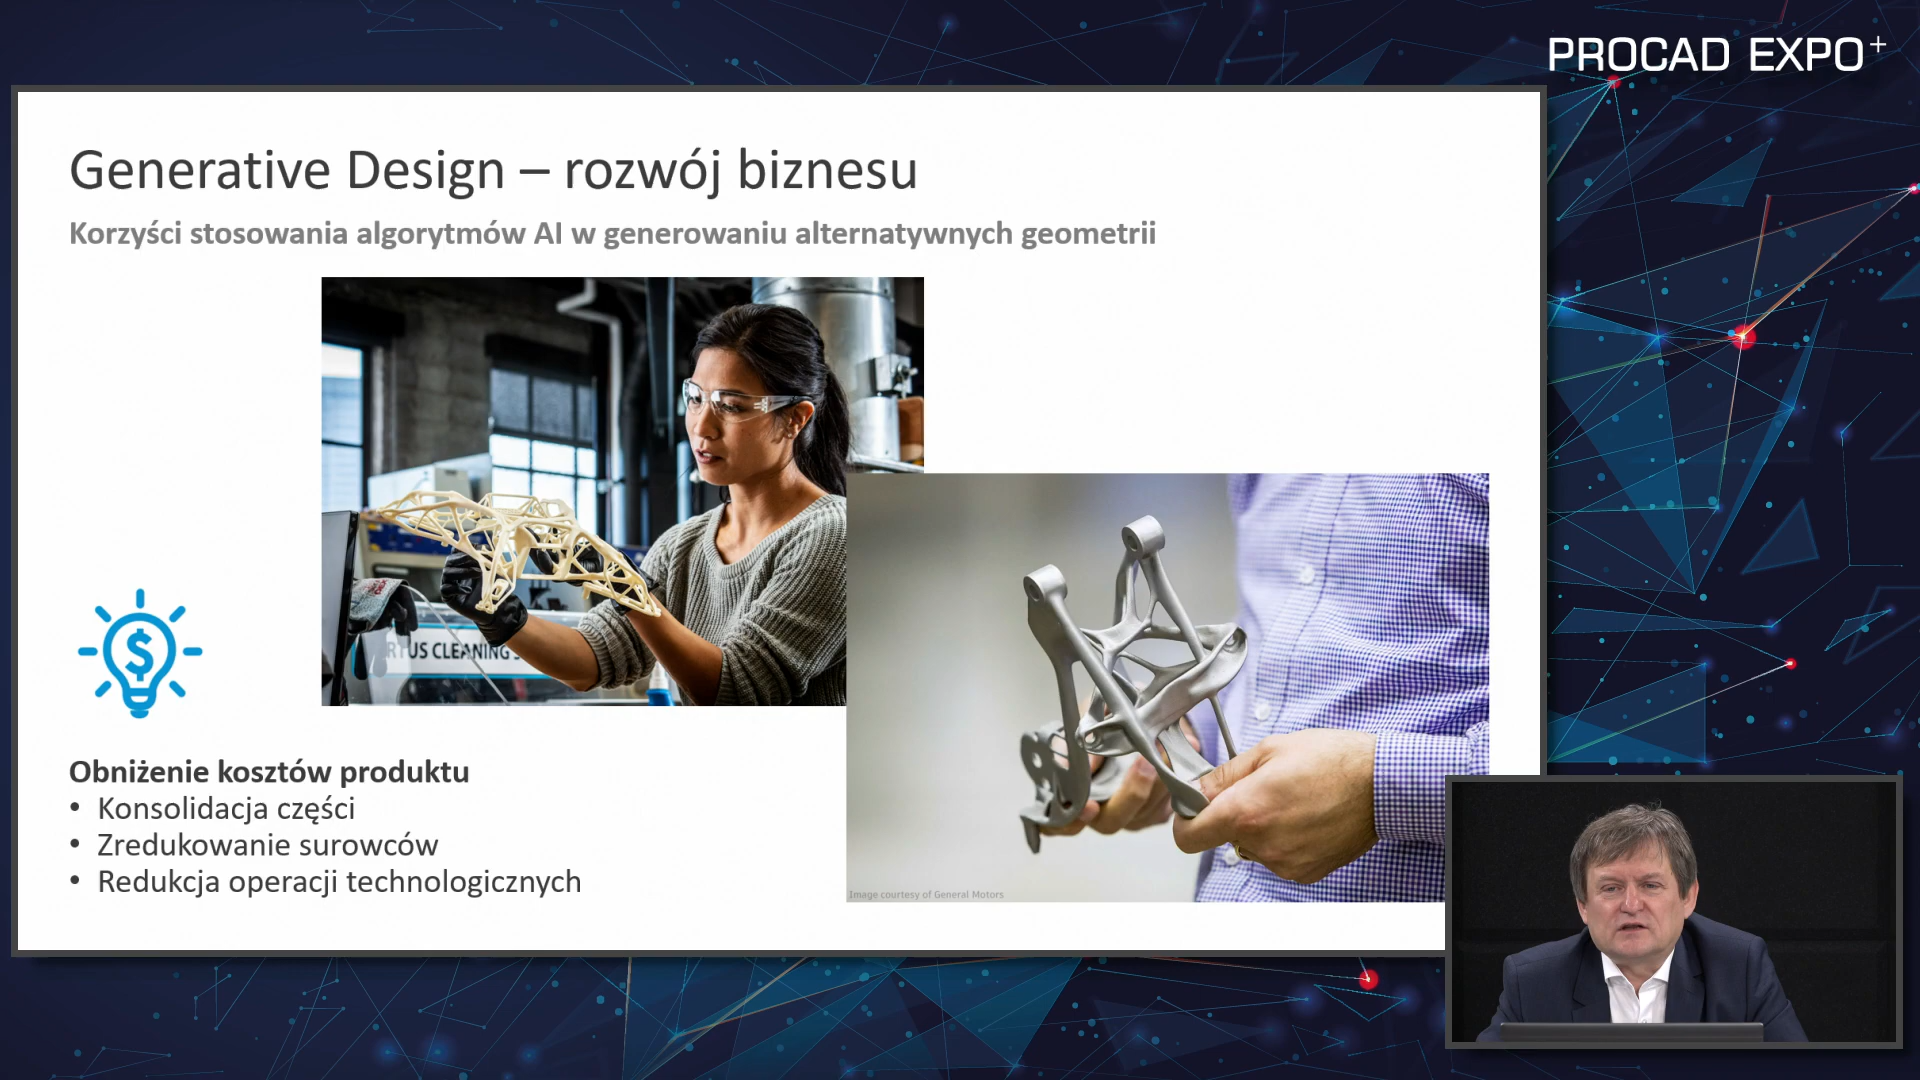 PROCAD EXPO+
Generative Design – rozwój biznesu
Korzyści stosowania algorytmów AI w generowaniu alternatywnych geometrii
US CLEANING S
$
Obniżenie kosztów produktu
• Konsolidacja części
• Zredukowanie surowców
• Redukcja operacji technologicznych
Image courtesy of General Motors